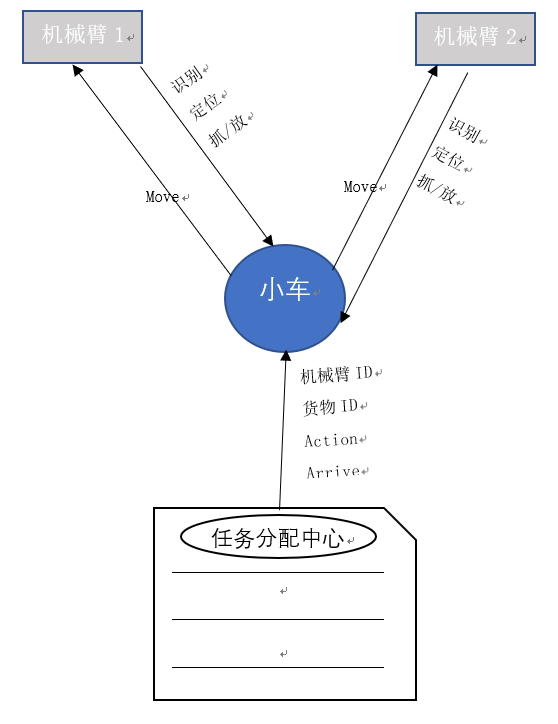 机械臂 1
机械臂 2
识别
定位
抓/放
Move
识别
定位
抓/放
Move
小车
机械臂 ID
货物 ID
Action
Arrive
任务分配中心